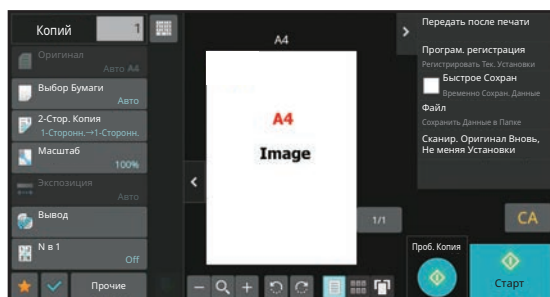 Копий
1
Оригинал
Авто A4
Выбор Бумаги
Авто
2-Стор. Копия
1-Сторонн.→1-Сторонн.
Масштаб
100%
Экспозиция
Авто
Вывод
N в 1
Off
Прочие
A4
A4
Image
1/1
Передать после печати
Програм. регистрация
Регистрировать Тек. Установки
Быстрое Сохран
Временно Сохран. Данные
Файл
Сохранить Данные в Папке
Сканир. Оригинал Вновь,
Не меняя Установки
CA
Проб. Копия
Старт